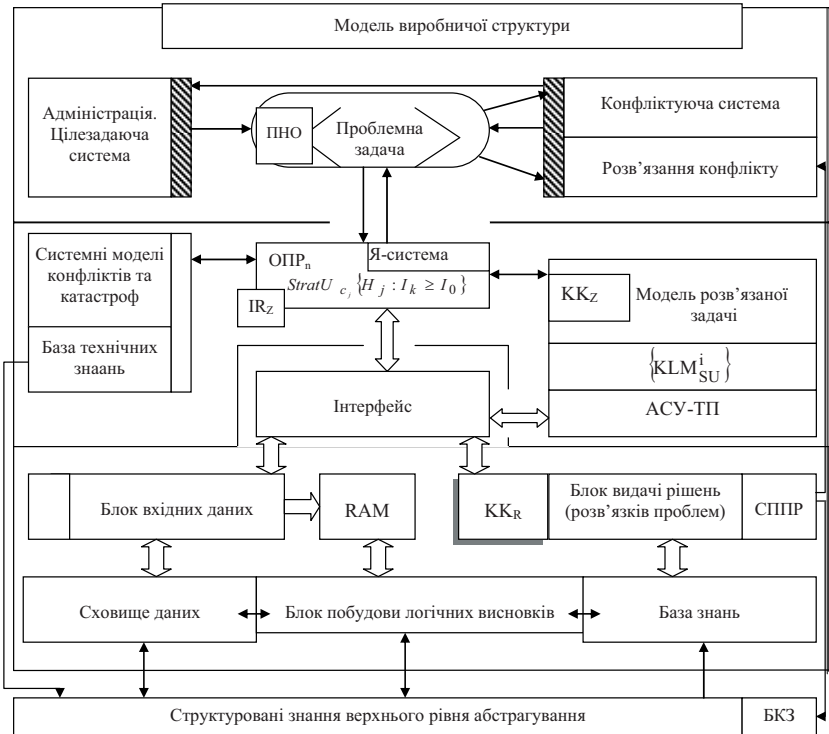 Модель виробничої структури
Адміністрація.
Цілезадаюча
система
ПНО
Проблемна
задача
Конфліктуюча система
Розв’язання конфлікту
Системні моделі
конфліктів та
катастроф
База технічних
знаань
ОПРn
Я-система
StratU cj {Hj : Ik ≥ I0}
IRZ
KKZ
Модель розв’язаної
задачі
{KLM^i_SU}
АСУ-ТП
Інтерфейс
Блок вхідних даних
RAM
KKR
Блок видачі рішень
(розв’язків проблем)
СППР
Сховище даних
Блок побудови логічних висновків
База знань
Структуровані знання верхнього рівня абстрагування
БКЗ